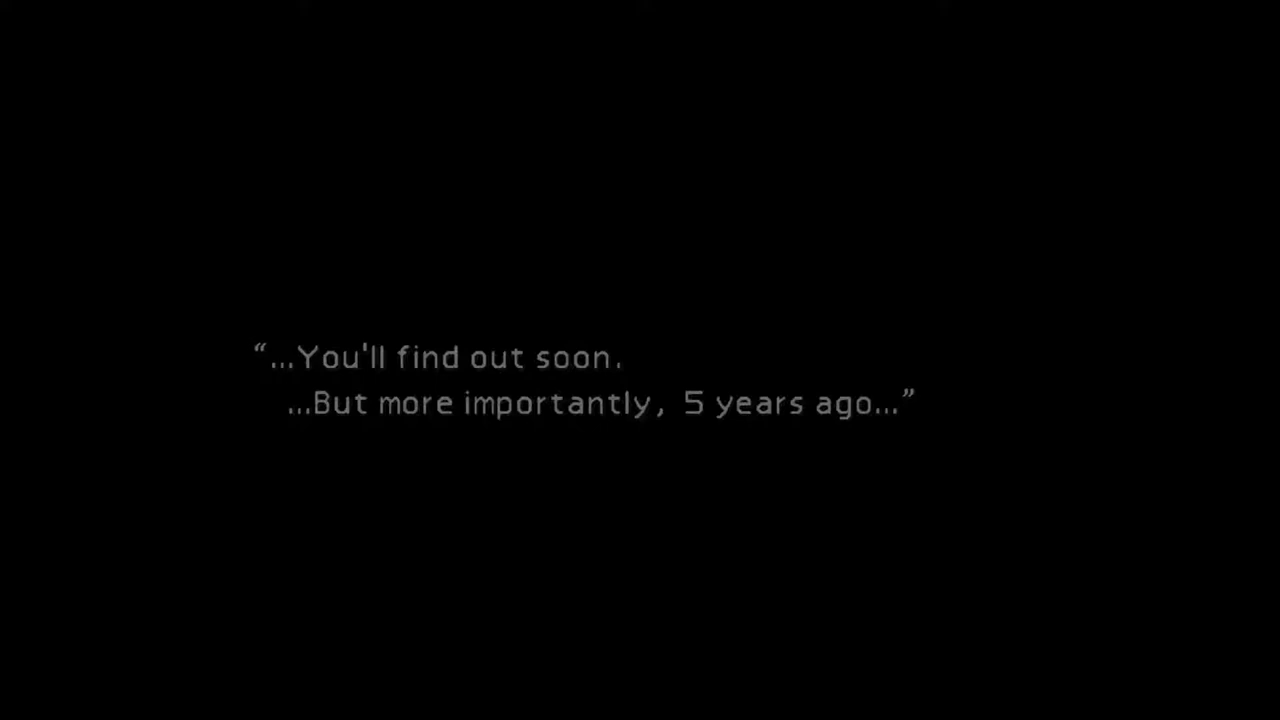 “...You'll find out soon.
...But more importantly, 5 years ago...”